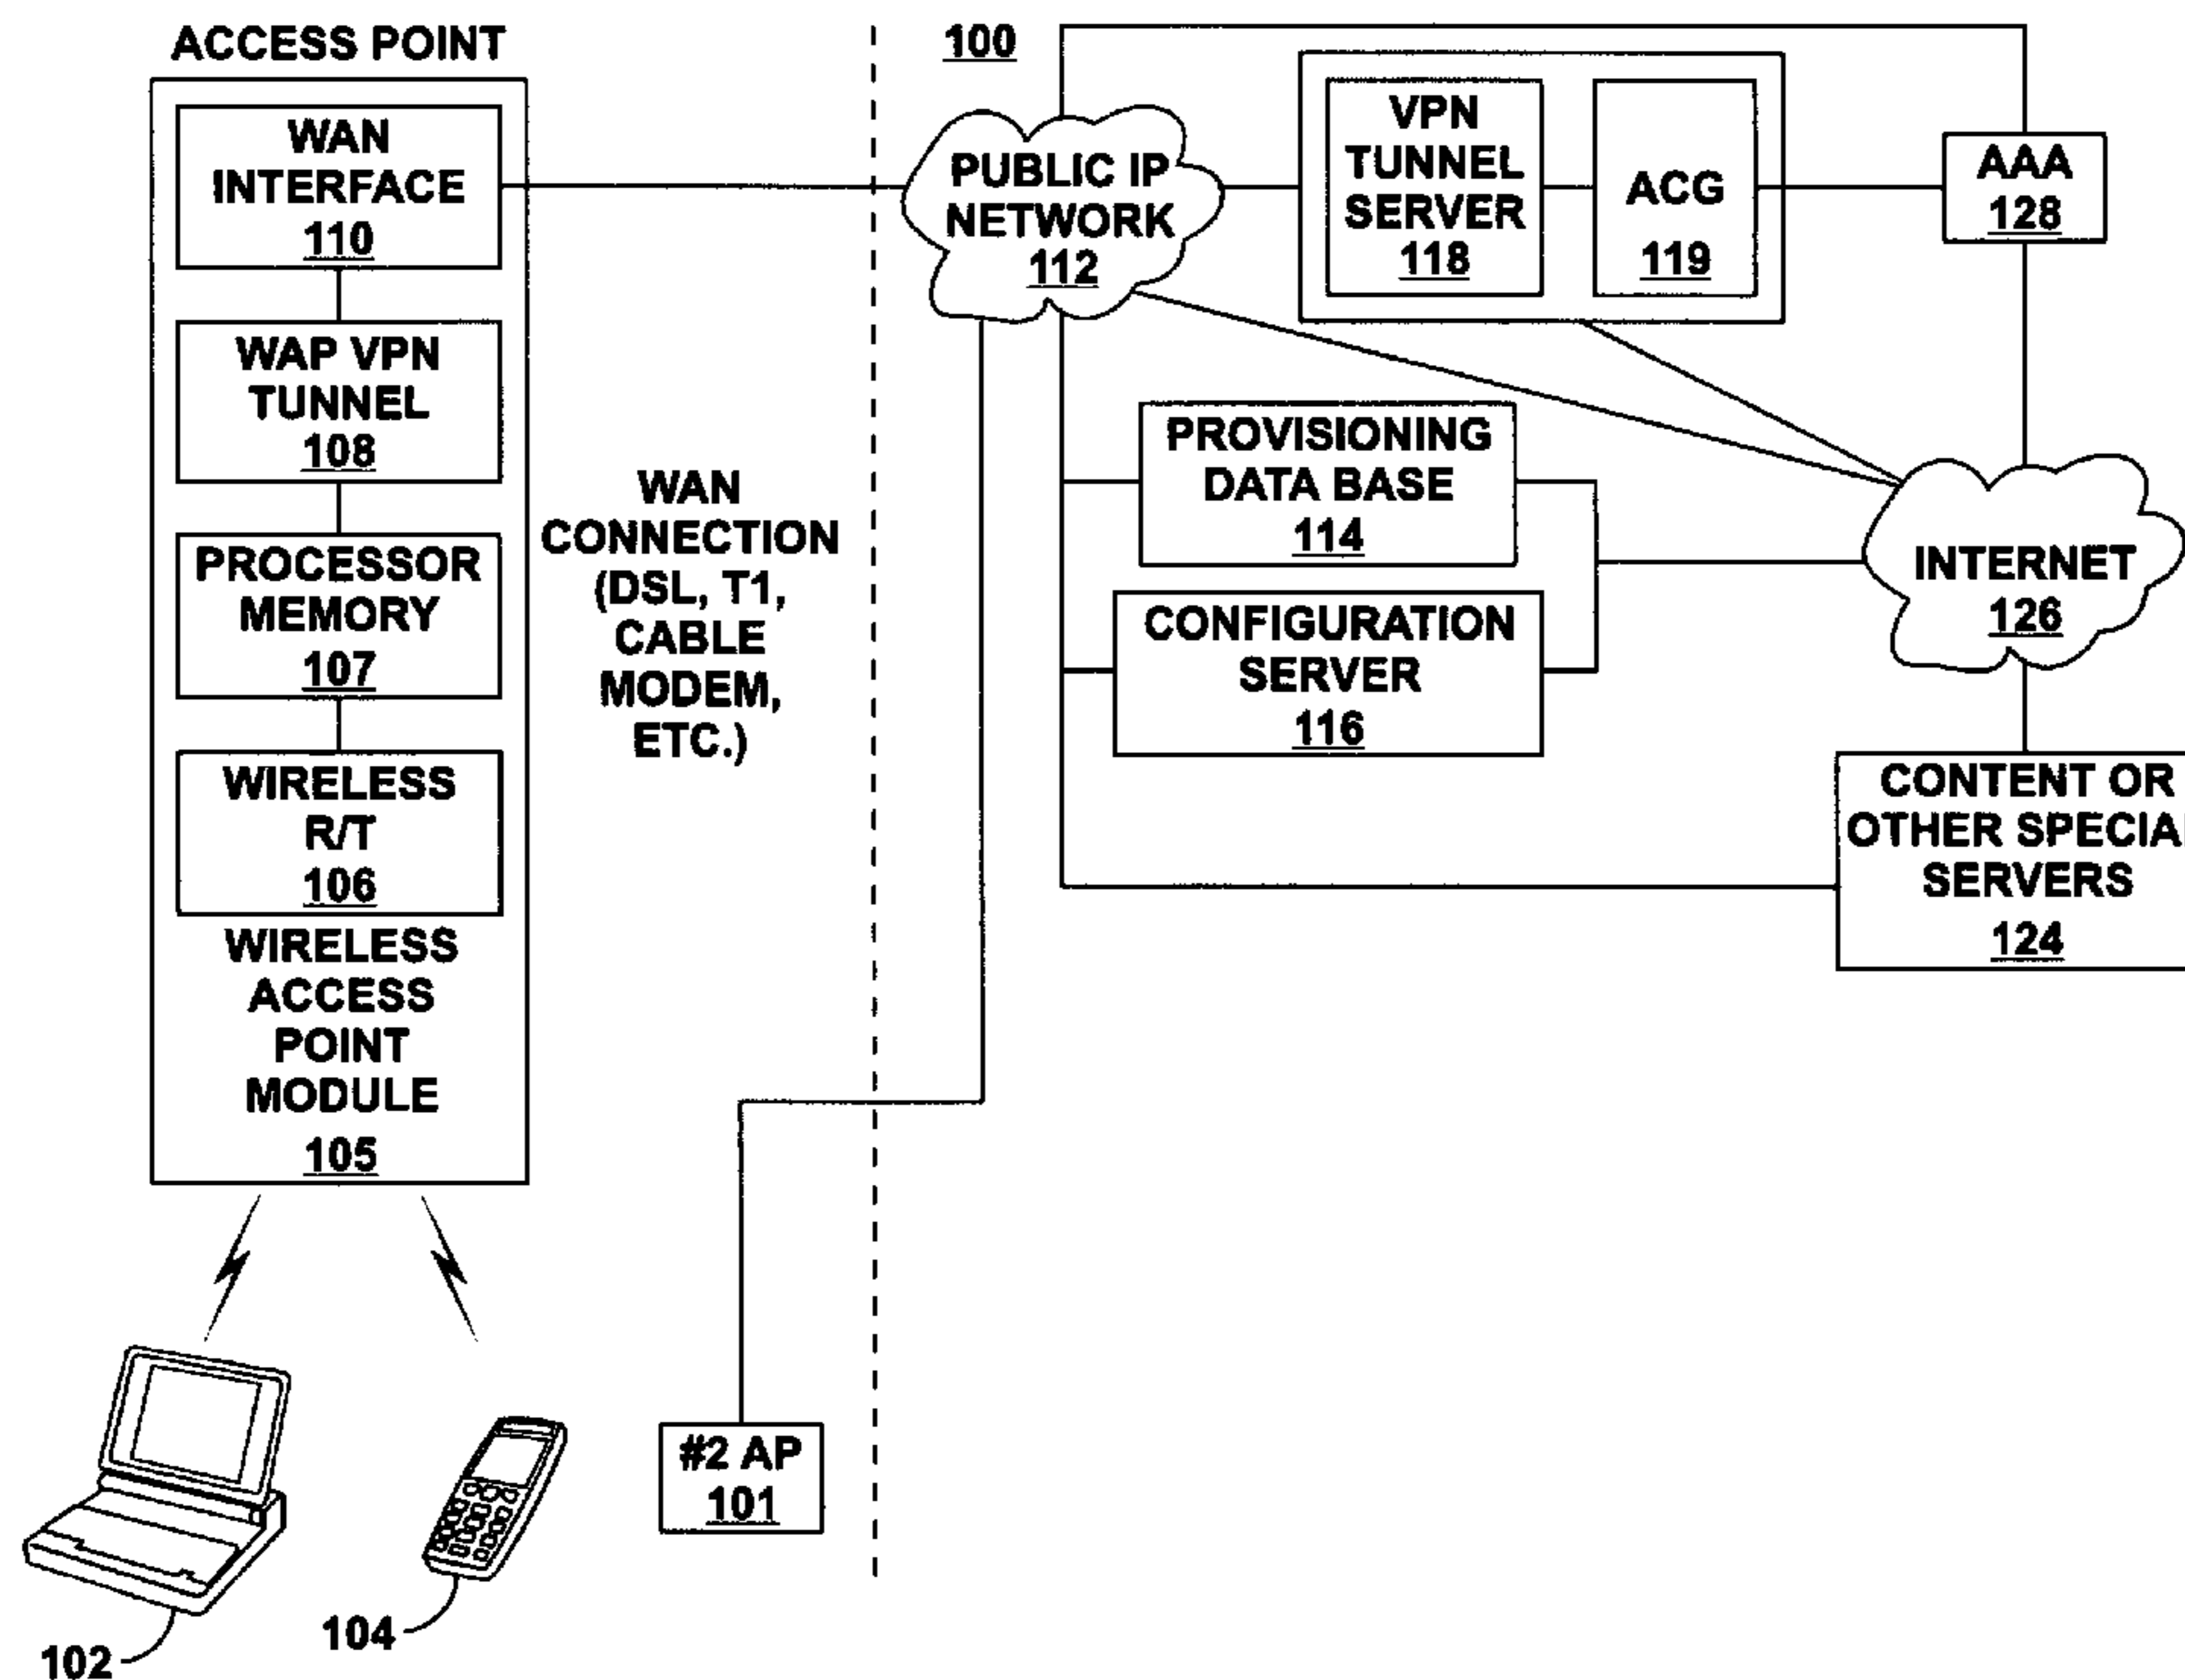 ACCESS POINT
WAN
INTERFACE
110
WAP VPN
TUNNEL
108
PROCESSOR
MEMORY
107
WIRELESS
R/T
106
WIRELESS
ACCESS
POINT
MODULE
105
102
104
WAN
CONNECTION
(DSL, T1,
CABLE
MODEM,
ETC.)
#2 AP
101
100
PUBLIC IP
NETWORK
112
VPN
TUNNEL
SERVER
118
ACG
119
AAA
128
PROVISIONING
DATA BASE
114
CONFIGURATION
SERVER
116
INTERNET
126
CONTENT OR
OTHER SPECIAL
SERVERS
124